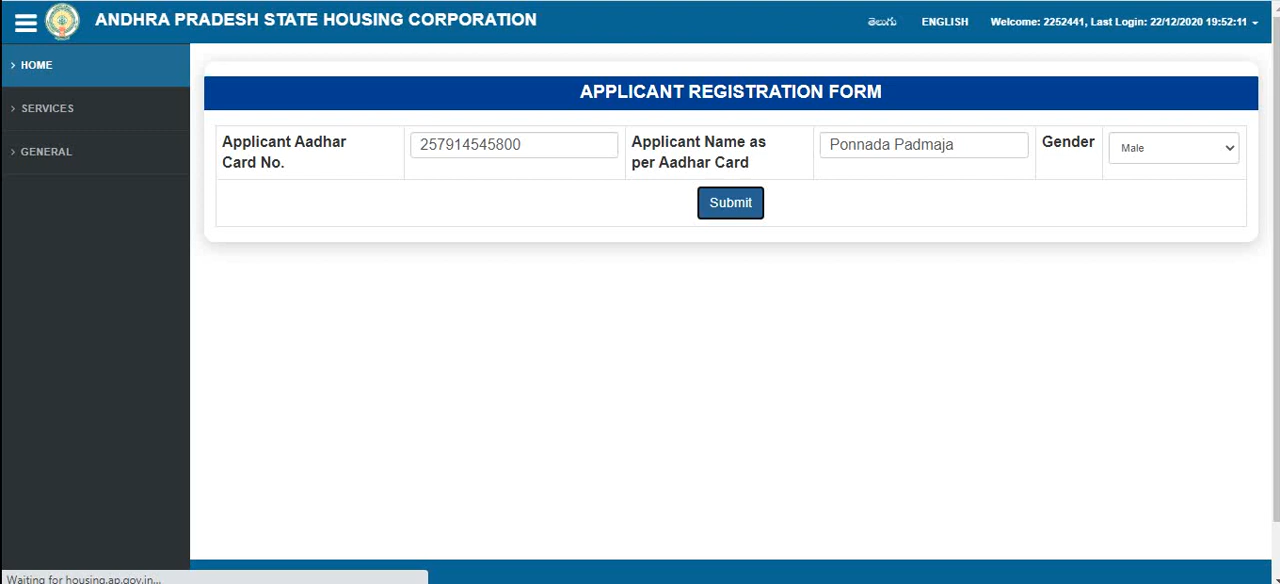 ANDHRA PRADESH STATE HOUSING CORPORATION
తెలుగు ENGLISH Welcome: 2252441, Last Login: 22/12/2020 19:52:11
HOME
SERVICES
GENERAL
APPLICANT REGISTRATION FORM
Applicant Aadhar Card No.
257914545800
Applicant Name as per Aadhar Card
Ponnada Padmaja
Gender
Male
Submit
Waiting for housing.ap.gov.in...